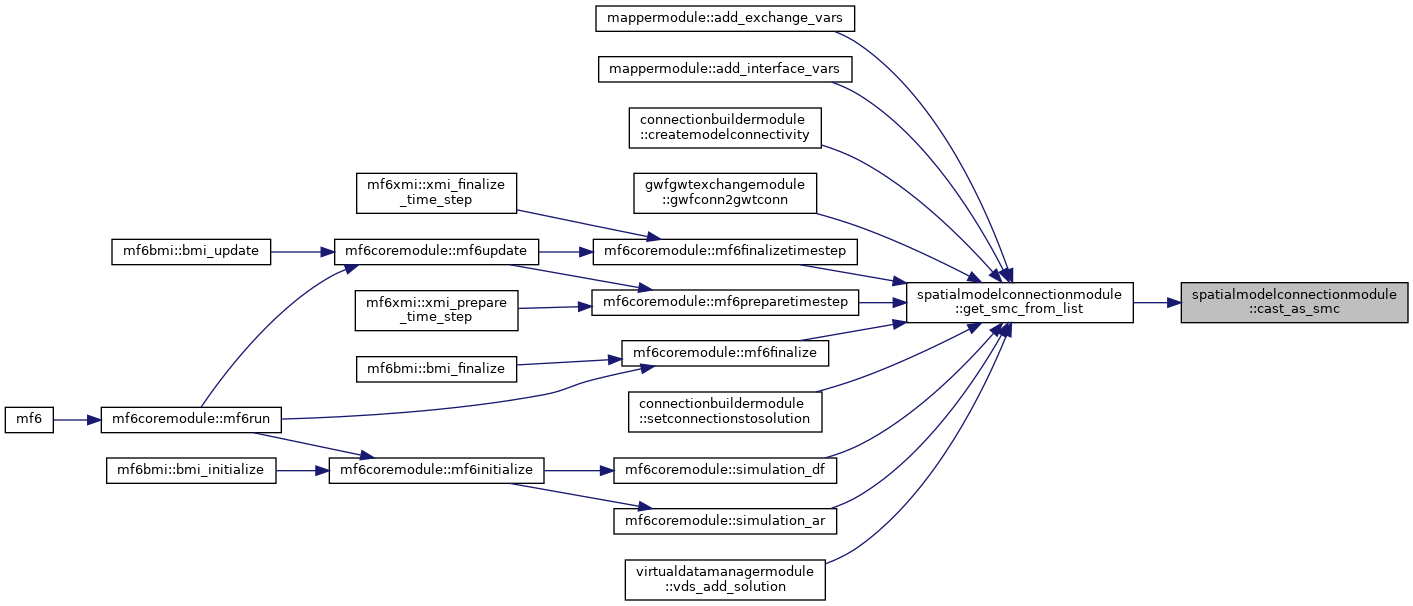 mappermodule::add_exchange_vars
mappermodule::add_interface_vars
connectionbuildermodule
::createmodelconnectivity
gwfgwtexchangemodule
::gwfconn2gwtconn
mf6xmi::xmi_finalize
_time_step
mf6bmi::bmi_update
mf6coremodule::mf6update
mf6coremodule::mf6finalizetimestep
spatialmodelconnectionmodule
::get_smc_from_list
spatialmodelconnectionmodule
::cast_as_smc
mf6xmi::xmi_prepare
_time_step
mf6coremodule::mf6preparetimestep
mf6bmi::bmi_finalize
mf6coremodule::mf6finalize
connectionbuildermodule
::setconnectionstosolution
mf6
mf6coremodule::mf6run
mf6bmi::bmi_initialize
mf6coremodule::mf6initialize
mf6coremodule::simulation_df
mf6coremodule::simulation_ar
virtualdatamanagermodule
::vds_add_solution